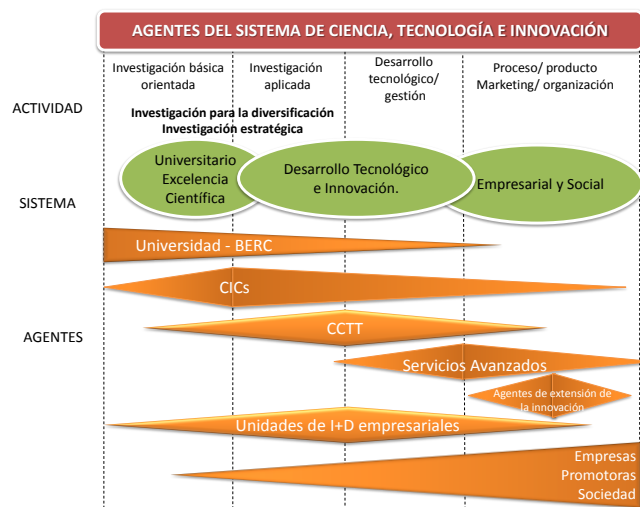 AGENTES DEL SISTEMA DE CIENCIA, TECNOLOGÍA E INNOVACIÓN
ACTIVIDAD
Investigación básica
orientada
Investigación
aplicada
Desarrollo
tecnológico/
gestión
Proceso/ producto
Marketing/ organización
Investigación para la diversificación
Investigación estratégica
SISTEMA
Universitario
Excelencia
Científica
Desarrollo Tecnológico
e Innovación.
Empresarial y Social
AGENTES
Universidad - BERC
CICs
CCTT
Servicios Avanzados
Agentes de extensión de
la innovación
Unidades de I+D empresariales
Empresas
Promotoras
Sociedad